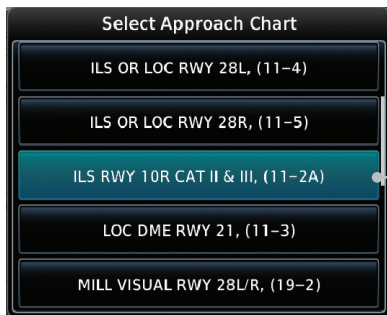 Select Approach Chart
ILS OR LOC RWY 28L, (11–4)
ILS OR LOC RWY 28R, (11–5)
ILS RWY 10R CAT II & III, (11–2A)
LOC DME RWY 21, (11–3)
MILL VISUAL RWY 28L/R, (19–2)